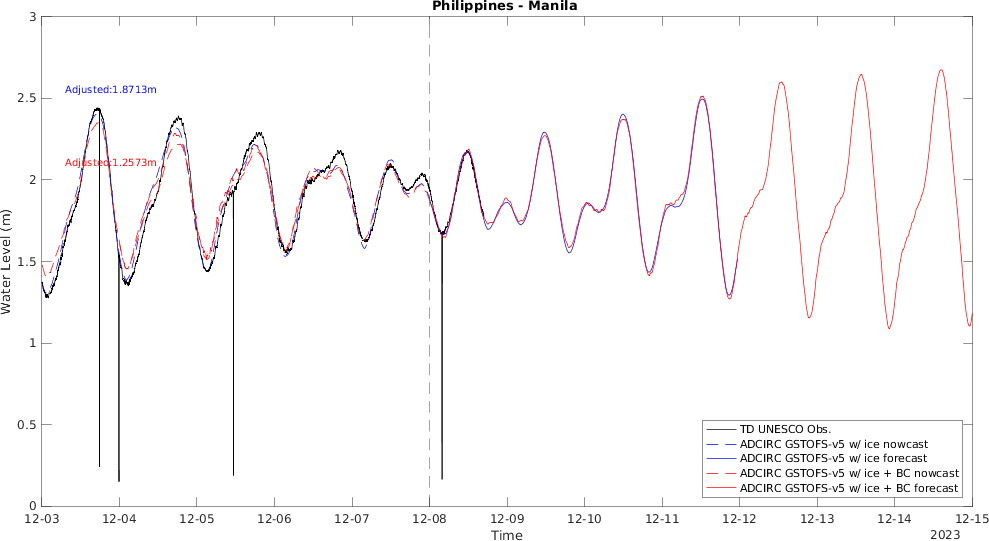 Philippines - Manila
3
2.5
2
1.5
1
0.5
0
Water Level (m)
Adjusted:1.8713m
Adjusted:1.2573m
TD UNESCO Obs.
ADCIRC GSTOFS-v5 w/ ice nowcast
ADCIRC GSTOFS-v5 w/ ice forecast
ADCIRC GSTOFS-v5 w/ ice + BC nowcast
ADCIRC GSTOFS-v5 w/ ice + BC forecast
12-03 12-04 12-05 12-06 12-07 12-08 12-09 12-10 12-11 12-12 12-13 12-14 12-15
Time
2023